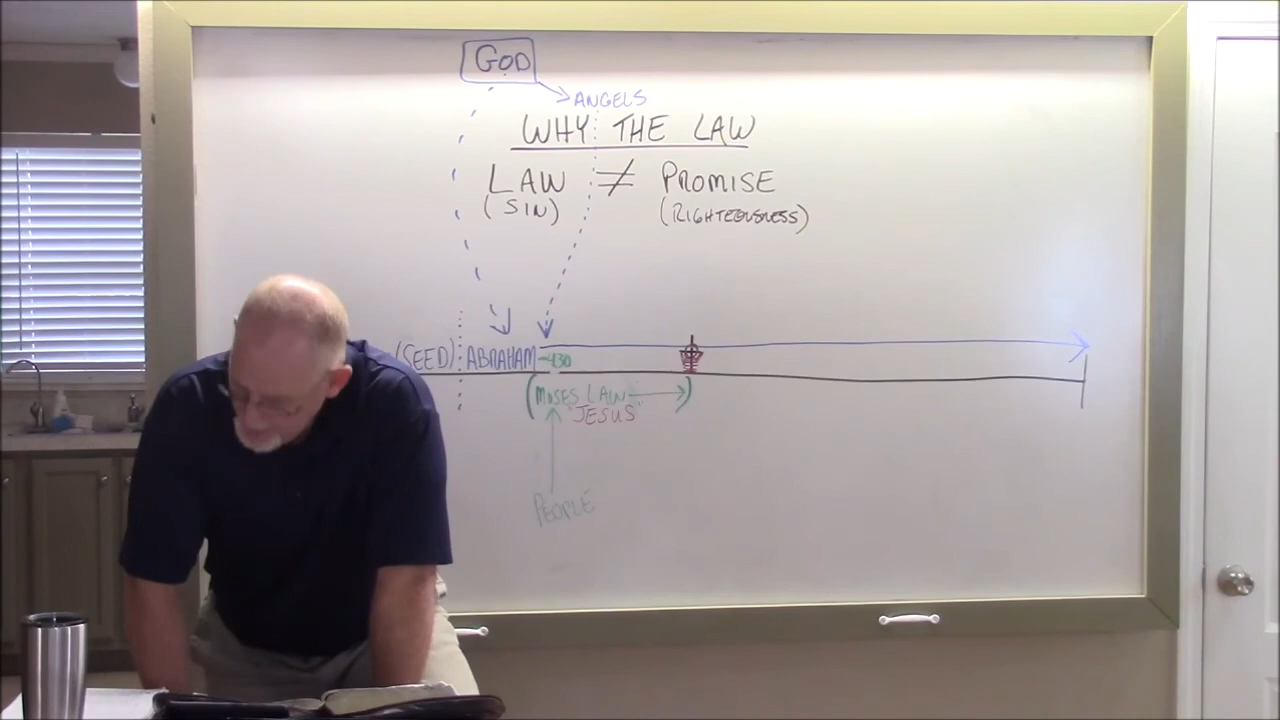 GOD
ANGELS
WHY THE LAW
LAW ≠ PROMISE
(SIN) (RIGHTEOUSNESS)
(SEED) ABRAHAM -430
(MOSES LAW )
"JESUS"
PEOPLE